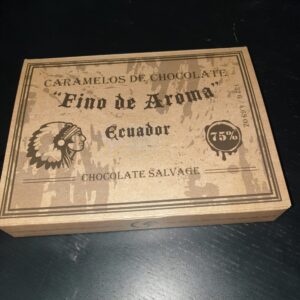 CARAMELOS DE CHOCOLATE
"Fino de Aroma"
Ecuador
75%
CHOCOLATE SALVAGE